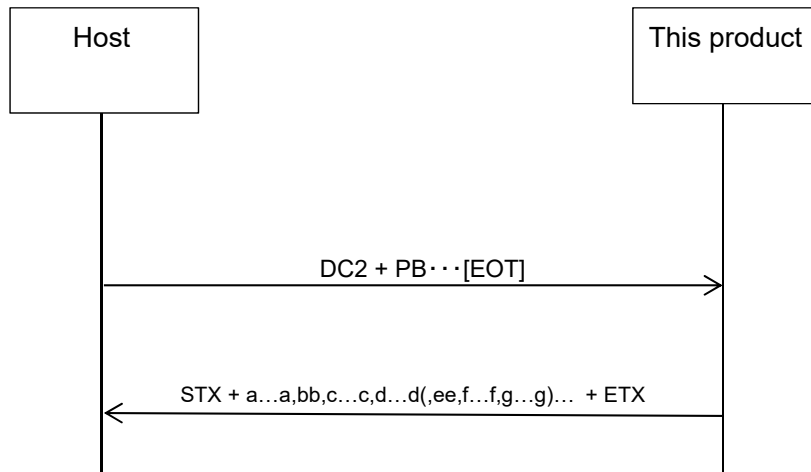 Host
This product
DC2 + PB･･･[EOT]
STX + a…a,bb,c…c,d…d(,ee,f…f,g…g)… + ETX